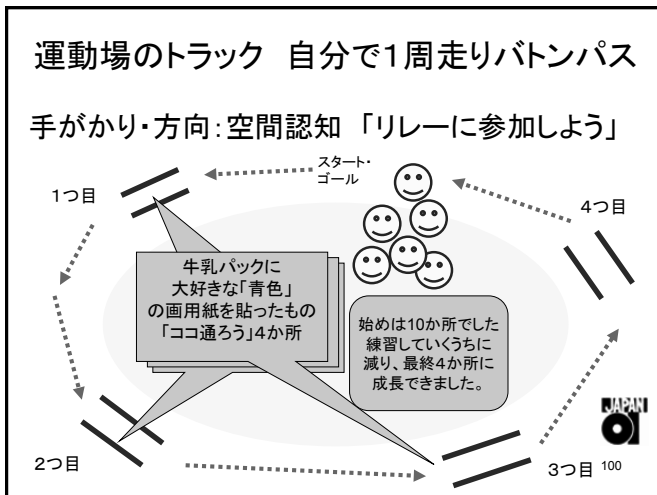 運動場のトラック 自分で1周走りバトンパス
手がかり・方向：空間認知 「リレーに参加しよう」
スタート・
ゴール
1つ目
4つ目
牛乳パックに
大好きな「青色」
の画用紙を貼ったもの
「ココ通ろう」4か所
始めは10か所でした
練習していくうちに
減り、最終4か所に
成長できました。
2つ目
3つ目
JAPAN
OT
100